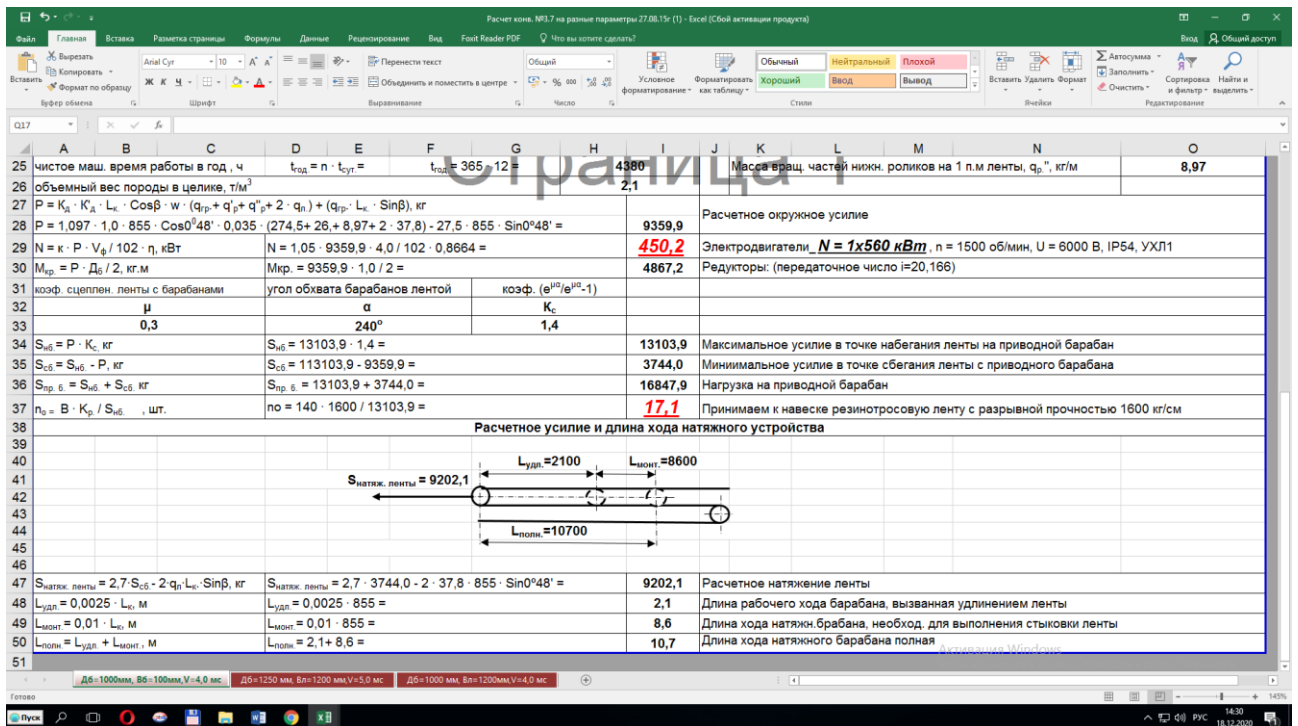 Расчет конв. №3.7 на разные параметры 27.08.15г (1) - Excel (Сбой активации продукта)
Файл Главная Вставка Разметка страницы Формулы Данные Рецензирование Вид Foxit Reader PDF Что вы хотите сделать? Вход Общий доступ
Вставить Вырезать Копировать Формат по образцу
Arial Cyr 10
Ж К Ч
Перенести текст
Объединить и поместить в центре
Общий
% 000
Условное форматирование
Форматировать как таблицу
Обычный Нейтральный Плохой
Хороший Ввод Вывод
Вставить Удалить Формат
Автосумма
Заполнить
Очистить
Сортировка и фильтр
Найти и выделить
Буфер обмена Шрифт Выравнивание Число Стили Ячейки Редактирование
Q17 fx
A B C D E F G H I J K L M N O
Страница 1
25 чистое маш. время работы в год , ч tгод.= n · tсут.= tгод.= 365 · 12 = 4380 Масса вращ. частей нижн. роликов на 1 п.м ленты, qр.", кг/м 8,97
26 объемный вес породы в целике, т/м³ 2,1
27 P = Kд · K'д · Lк. · Cosβ · w · (qгр.+ q'р+ q"р+ 2 · qл.) + (qгр.· Lк. · Sinβ), кг Расчетное окружное усилие
28 P = 1,097 · 1,0 · 855 · Cos0⁰48' · 0,035 · (274,5+ 26,+ 8,97+ 2 · 37,8) - 27,5 · 855 · Sin0º48' = 9359,9
29 N = к · P · Vф / 102 · η, кВт N = 1,05 · 9359,9 · 4,0 / 102 · 0,8664 = 450,2 Электродвигатели N = 1х560 кВт , n = 1500 об/мин, U = 6000 В, IP54, УХЛ1
30 Mкр. = P · Дб / 2, кг.м Мкр. = 9359,9 · 1,0 / 2 = 4867,2 Редукторы: (передаточное число i=20,166)
31 коэф. сцеплен. ленты с барабанами угол обхвата барабанов лентой коэф. (e^μα/e^μα-1)
32 μ α Kс
33 0,3 240° 1,4
34 Sнб.= P · Kс, кг Sнб.= 13103,9 · 1,4 = 13103,9 Максимальное усилие в точке набегания ленты на приводной барабан
35 Sсб.= Sнб. - P, кг Sсб.= 113103,9 - 9359,9 = 3744,0 Миниимальное усилие в точке сбегания ленты с приводного барабана
36 Sпр. б. = Sнб. + Sсб. кг Sпр. б. = 13103,9 + 3744,0 = 16847,9 Нагрузка на приводной барабан
37 no = B · Kр. / Sнб. , шт. no = 140 · 1600 / 13103,9 = 17,1 Принимаем к навеске резинотросовую ленту с разрывной прочностью 1600 кг/см
38 Расчетное усилие и длина хода натяжного устройства
39
40 Lудл.=2100 Lмонт.=8600
41 Sнатяж. ленты = 9202,1
42
43
44 Lполн.=10700
45
46
47 Sнатяж. ленты = 2,7·Sсб.- 2·qл·Lк.·Sinβ, кг Sнатяж. ленты = 2,7 · 3744,0 - 2 · 37,8 · 855 · Sin0º48' = 9202,1 Расчетное натяжение ленты
48 Lудл.= 0,0025 · Lк, м Lудл.= 0,0025 · 855 = 2,1 Длина рабочего хода барабана, вызванная удлинением ленты
49 Lмонт.= 0,01 · Lк, м Lмонт.= 0,01 · 855 = 8,6 Длина хода натяжн.брабана, необход. для выполнения стыковки ленты
50 Lполн.= Lудл. + Lмонт., м Lполн.= 2,1+ 8,6 = 10,7 Длина хода натяжного барабана полная
Активация Windows
51
Дб=1000мм, Вб=100мм,V=4,0 мс Дб=1250 мм, Вл=1200 мм,V=5,0 мс Дб=1000 мм, Вл=1200мм,V=4,0 мс
Готово 145%
Пуск РУС 14:30
18.12.2020